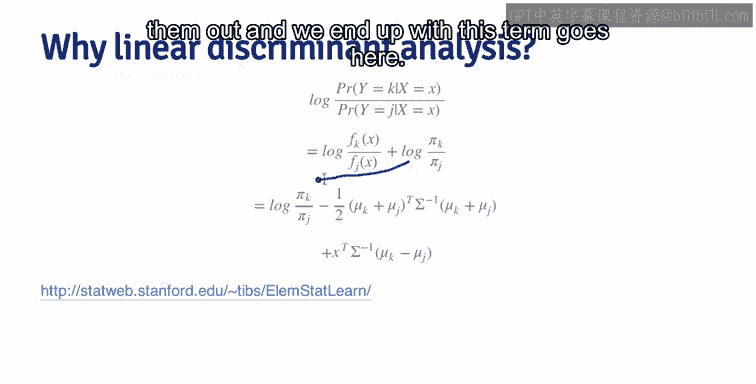 GPT中英字幕课程资源@bilibili.com
them out and we end up with this term goes
here.
Why linear discriminant analysis?
log Pr(Y = k|X = x) / Pr(Y = j|X = x)
= log f_k(x) / f_j(x) + log π_k / π_j
= log π_k / π_j − 1/2 (μ_k + μ_j)^T Σ^{-1} (μ_k + μ_j)
+x^T Σ^{-1} (μ_k − μ_j)
http://statweb.stanford.edu/~tibs/ElemStatLearn/